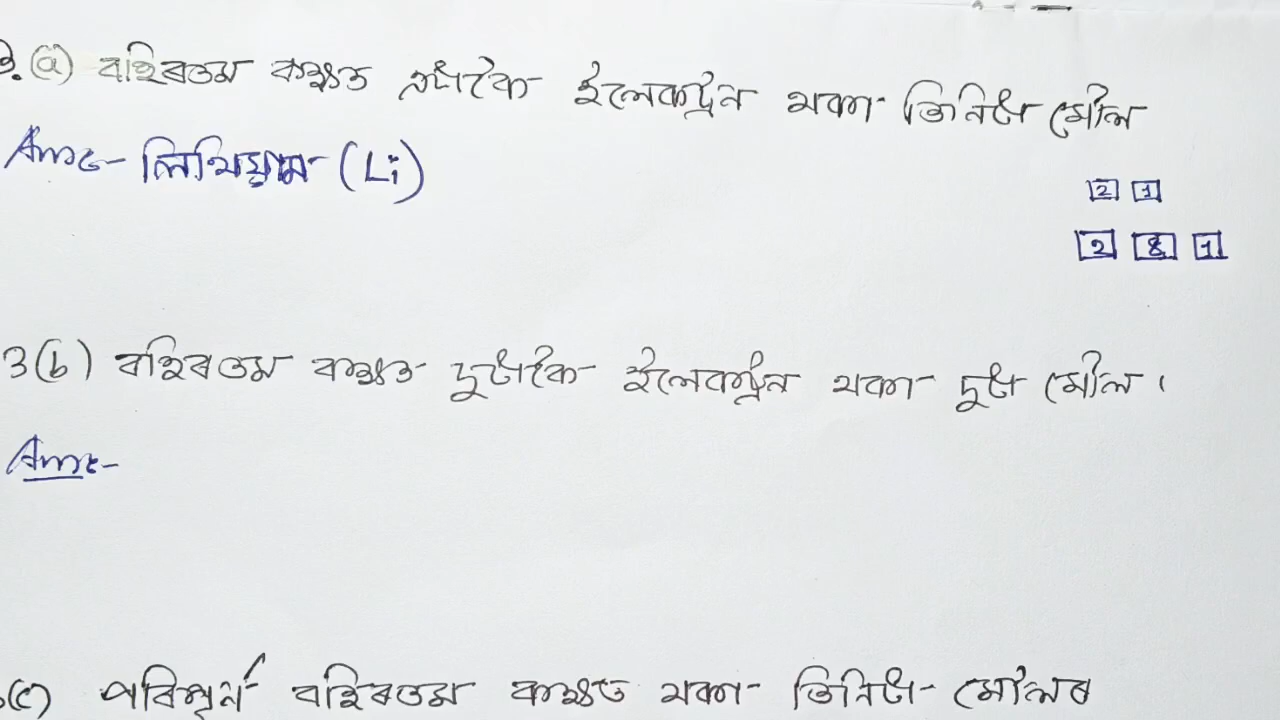 3.(a) বহিৰতম কক্ষত এটাকৈ ইলেকট্ৰন থকা তিনিটা মৌল
Ans:- লিথিয়াম (Li)
2 1
2 8 1
3(b) বহিৰতম কক্ষত দুটাকৈ ইলেকট্ৰন থকা দুটা মৌল।
Ans:-
(c) পৰিপূৰ্ন বহিৰতম কক্ষত থকা তিনিটা মৌলৰ